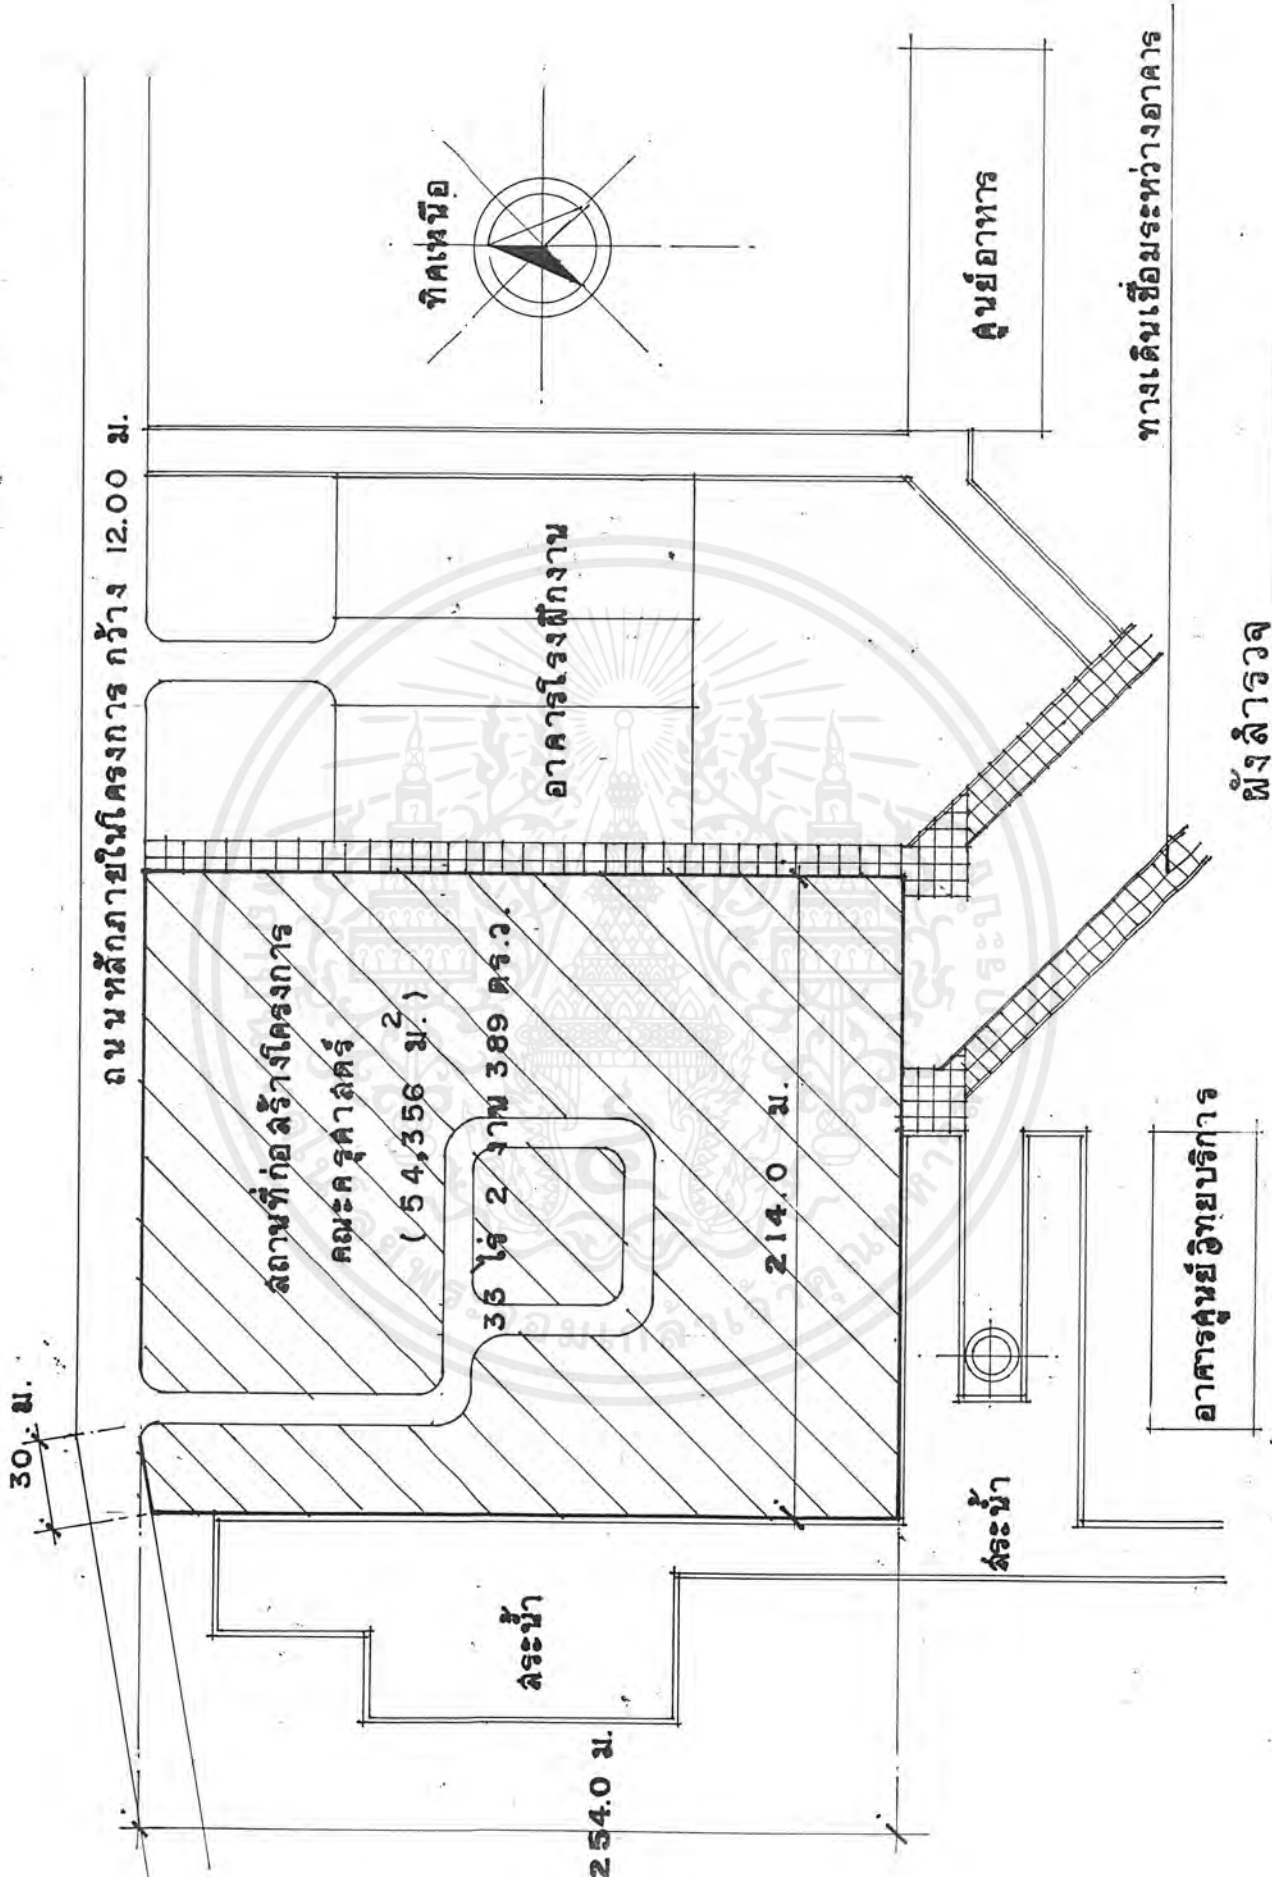 ถนนหลักภายในโครงการ กว้าง 12.00 ม.
30. ม.
ทิศเหนือ
สถานที่ก่อสร้างโครงการ
คณะครุศาสตร์
(54,356 ม.2)
33 ไร่ 2 งาน 389 ตร.ว.
214.0 ม.
254.0 ม.
อาคารโรงฝึกงาน
ศูนย์อาหาร
ทางเดินเชื่อมระหว่างอาคาร
สระน้ำ
สระน้ำ
อาคารศูนย์วิทยบริการ
ผังสำรวจ